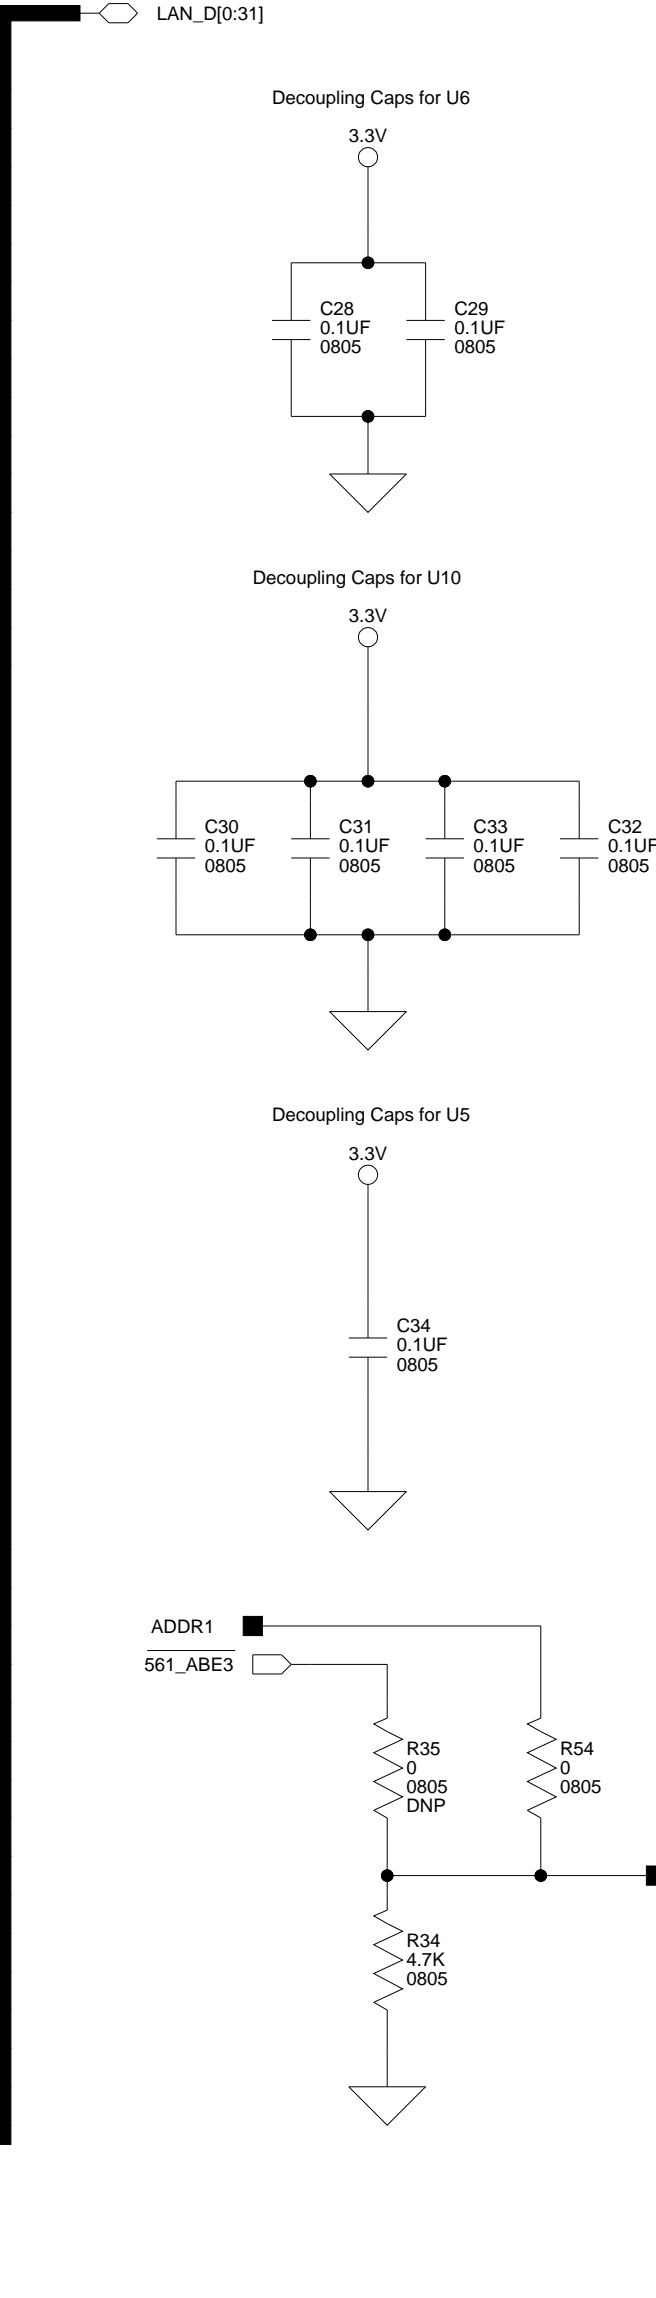 LAN_D[0:31]
Decoupling Caps for U6
3.3V
C28
0.1UF
0805
C29
0.1UF
0805
Decoupling Caps for U10
3.3V
C30
0.1UF
0805
C31
0.1UF
0805
C33
0.1UF
0805
C32
0.1UF
0805
Decoupling Caps for U5
3.3V
C34
0.1UF
0805
ADDR1
561_ABE3
R35
0
0805
DNP
R54
0
0805
R34
4.7K
0805